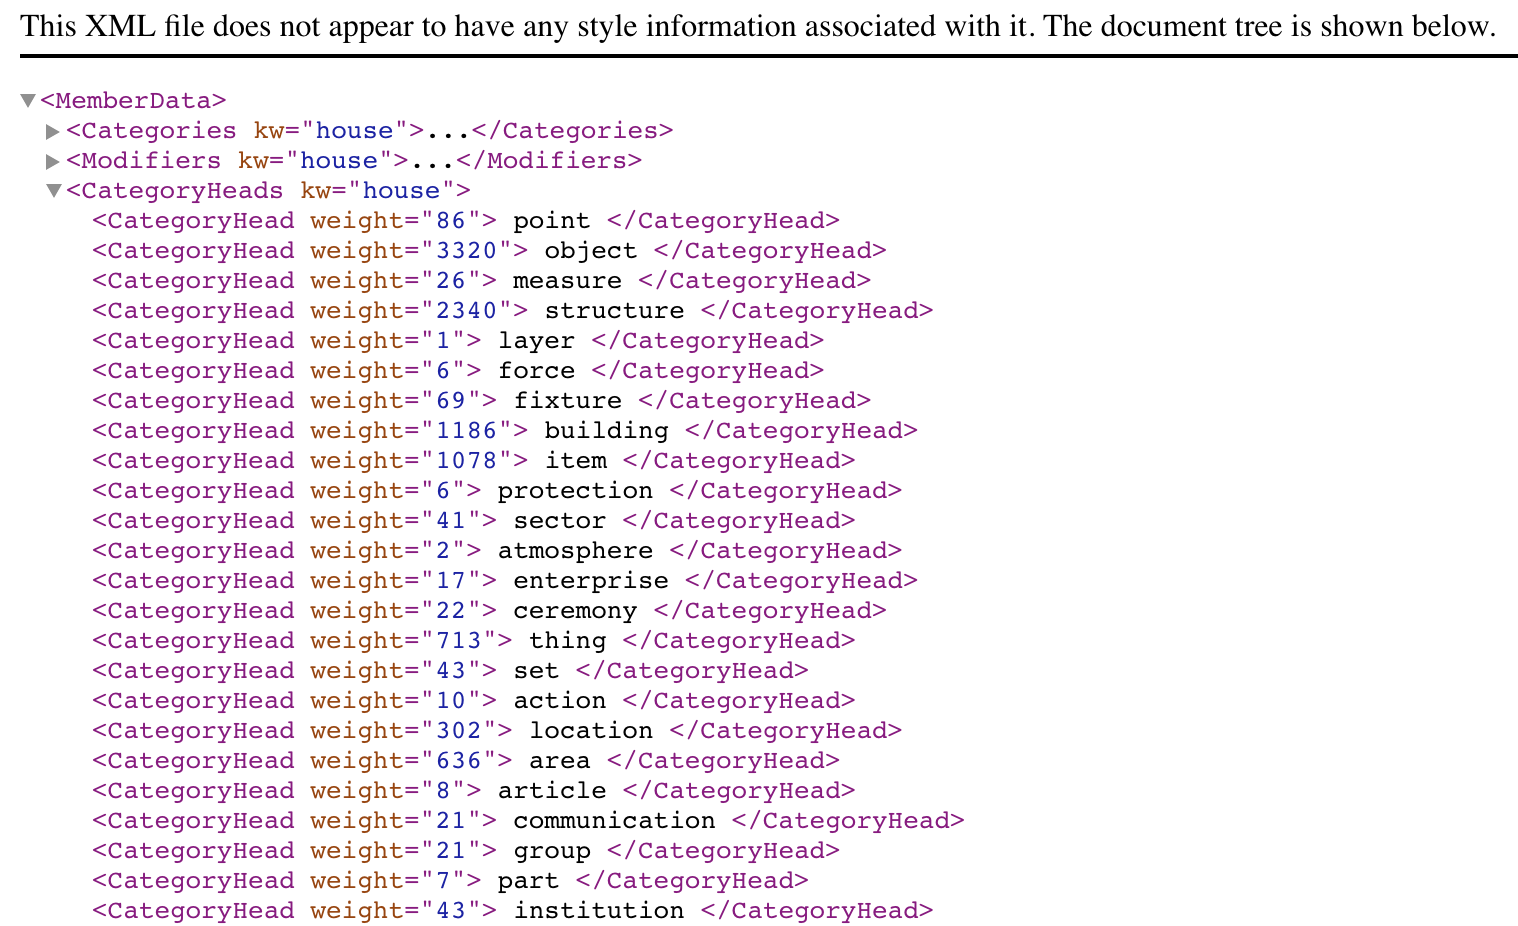 This XML file does not appear to have any style information associated with it. The document tree is shown below.
▼<MemberData>
▶<Categories kw="house">...</Categories>
▶<Modifiers kw="house">...</Modifiers>
▼<CategoryHeads kw="house">
<CategoryHead weight="86"> point </CategoryHead>
<CategoryHead weight="3320"> object </CategoryHead>
<CategoryHead weight="26"> measure </CategoryHead>
<CategoryHead weight="2340"> structure </CategoryHead>
<CategoryHead weight="1"> layer </CategoryHead>
<CategoryHead weight="6"> force </CategoryHead>
<CategoryHead weight="69"> fixture </CategoryHead>
<CategoryHead weight="1186"> building </CategoryHead>
<CategoryHead weight="1078"> item </CategoryHead>
<CategoryHead weight="6"> protection </CategoryHead>
<CategoryHead weight="41"> sector </CategoryHead>
<CategoryHead weight="2"> atmosphere </CategoryHead>
<CategoryHead weight="17"> enterprise </CategoryHead>
<CategoryHead weight="22"> ceremony </CategoryHead>
<CategoryHead weight="713"> thing </CategoryHead>
<CategoryHead weight="43"> set </CategoryHead>
<CategoryHead weight="10"> action </CategoryHead>
<CategoryHead weight="302"> location </CategoryHead>
<CategoryHead weight="636"> area </CategoryHead>
<CategoryHead weight="8"> article </CategoryHead>
<CategoryHead weight="21"> communication </CategoryHead>
<CategoryHead weight="21"> group </CategoryHead>
<CategoryHead weight="7"> part </CategoryHead>
<CategoryHead weight="43"> institution </CategoryHead>